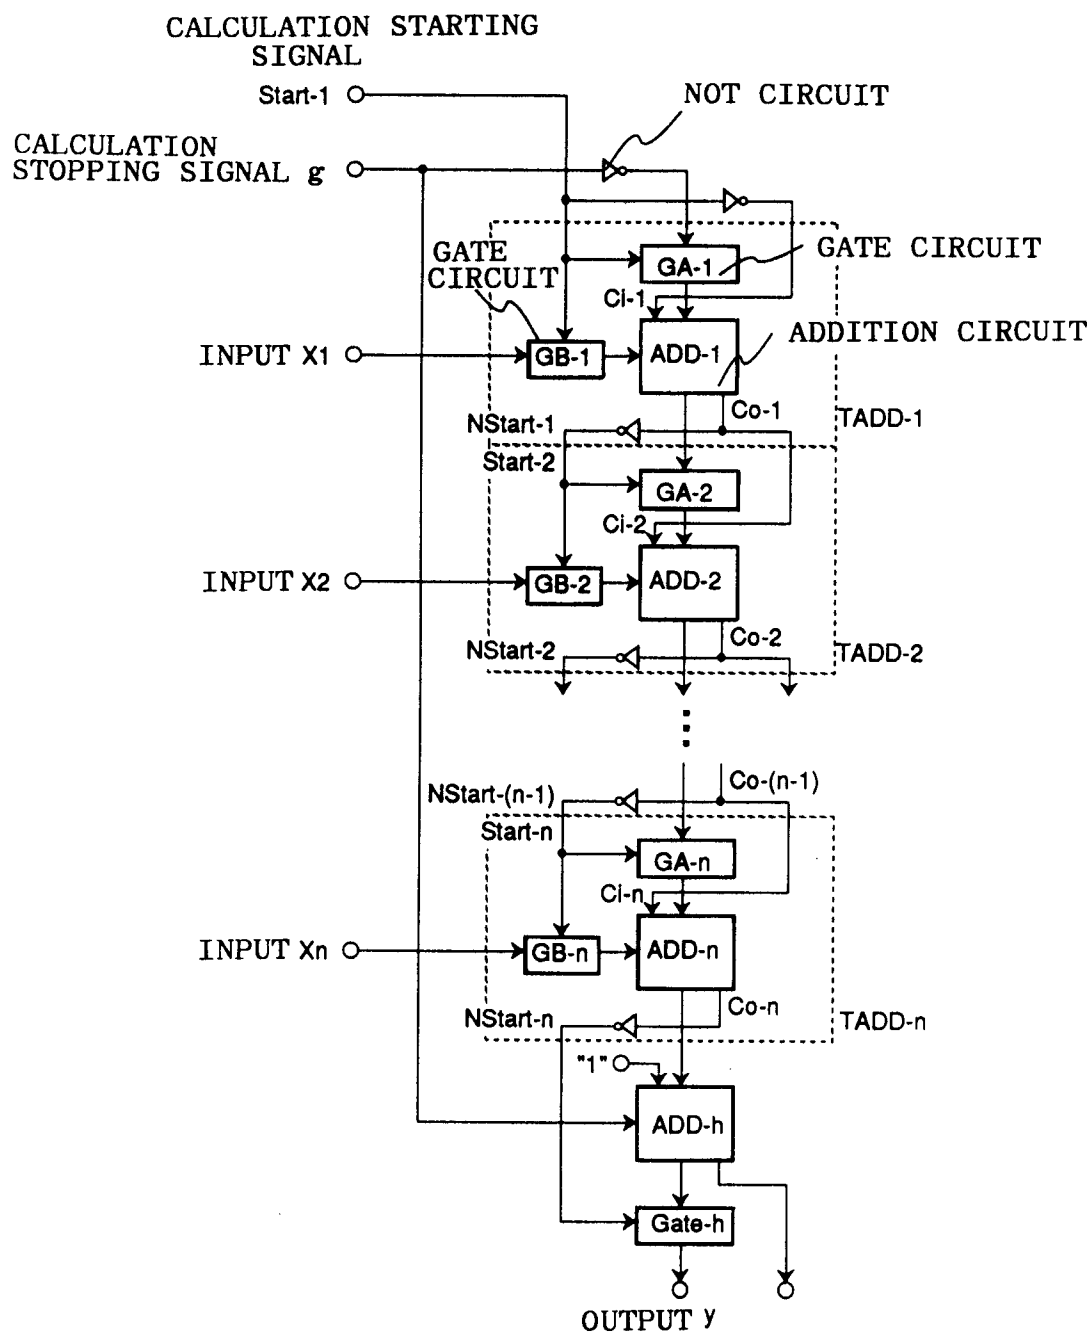 CALCULATION STARTING
SIGNAL
Start-1
NOT CIRCUIT
CALCULATION
STOPPING SIGNAL g
GATE
CIRCUIT
GA-1
GATE CIRCUIT
Ci-1
INPUT X1
GB-1
ADD-1
ADDITION CIRCUIT
Co-1
NStart-1
TADD-1
Start-2
GA-2
Ci-2
INPUT X2
GB-2
ADD-2
Co-2
NStart-2
TADD-2
Co-(n-1)
NStart-(n-1)
Start-n
GA-n
Ci-n
INPUT Xn
GB-n
ADD-n
Co-n
NStart-n
TADD-n
"1"
ADD-h
Gate-h
OUTPUT y